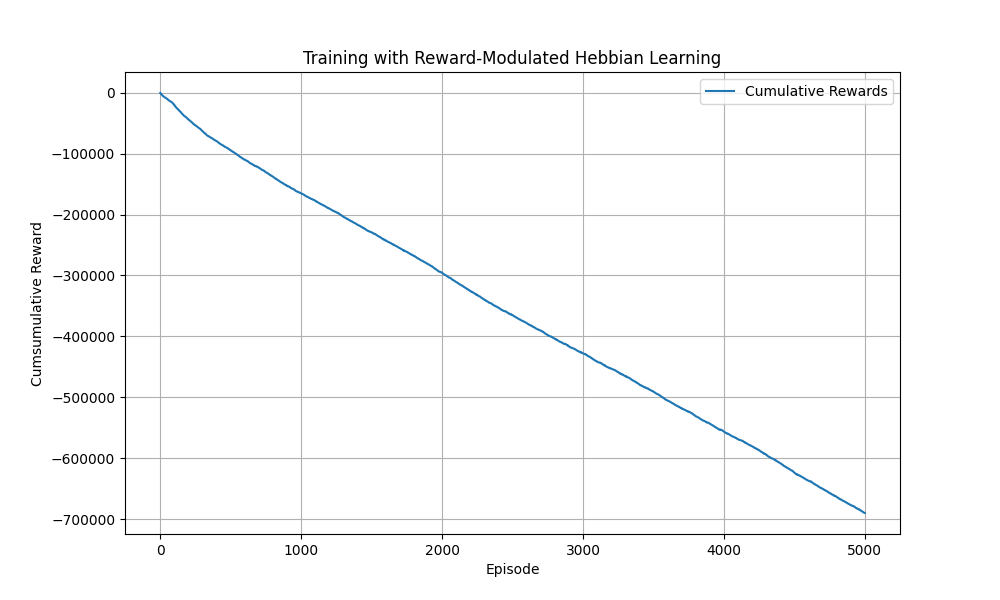 Training with Reward-Modulated Hebbian Learning
Cumulative Rewards
0
−100000
−200000
−300000
−400000
−500000
−600000
−700000
Cumsumulative Reward
0 1000 2000 3000 4000 5000
Episode